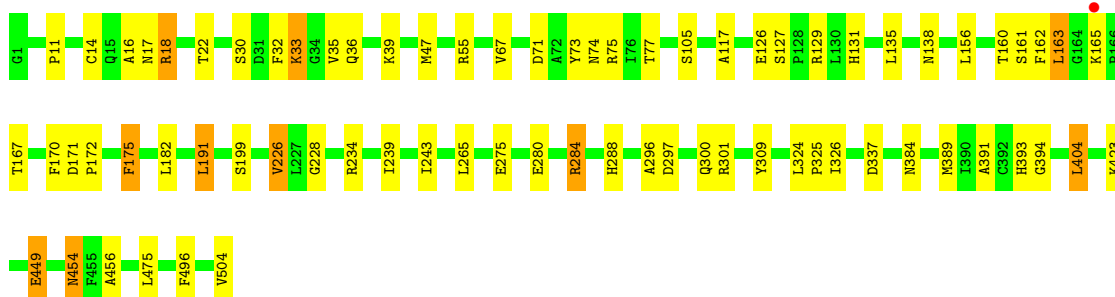 G1 P11 C14 Q15 A16 N17 R18 T22 S30 D31 F32 K33 G34 V35 Q36 K39 M47 R55 V67 D71 A72 Y73 N74 R75 I76 T77 S105 A117 E126 S127 P128 R129 L130 H131 L135 N138 L156 T160 S161 F162 L163 G164 K165
T167 F170 D171 P172 F175 L182 L191 S199 V226 L227 G228 R234 I239 I243 L265 E275 E280 R284 H288 A296 D297 Q300 R301 Y309 L324 P325 I326 D337 N384 M389 I390 A391 C392 H393 G394 L404
E449 N454 F455 A456 L475 F496 V504